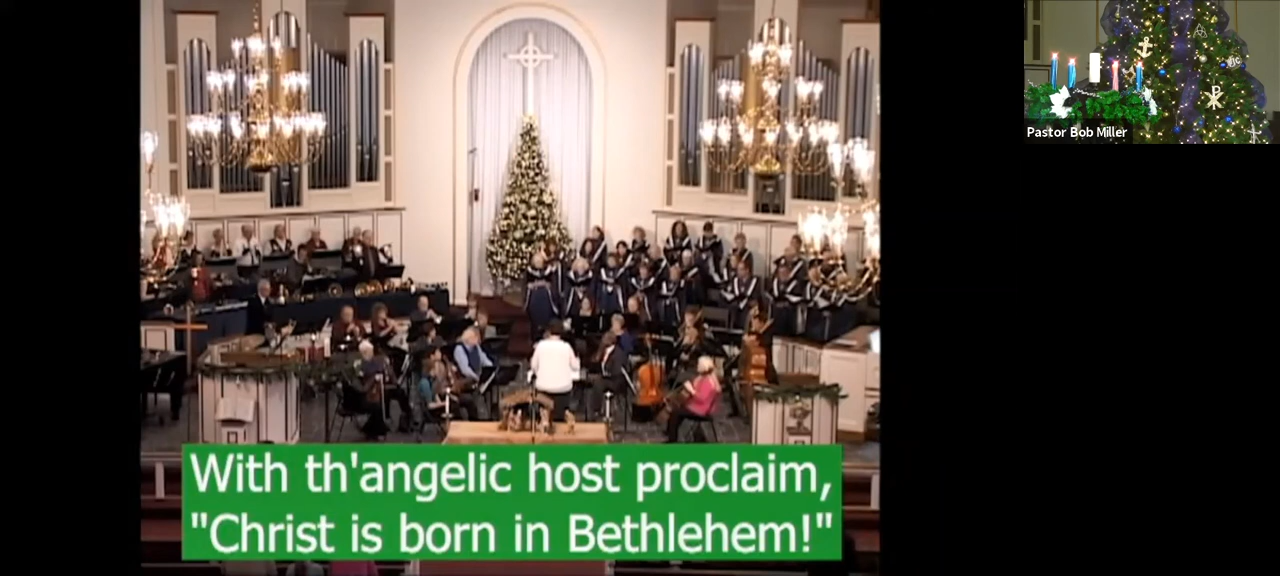 Pastor Bob Miller
With th'angelic host proclaim,
"Christ is born in Bethlehem!"